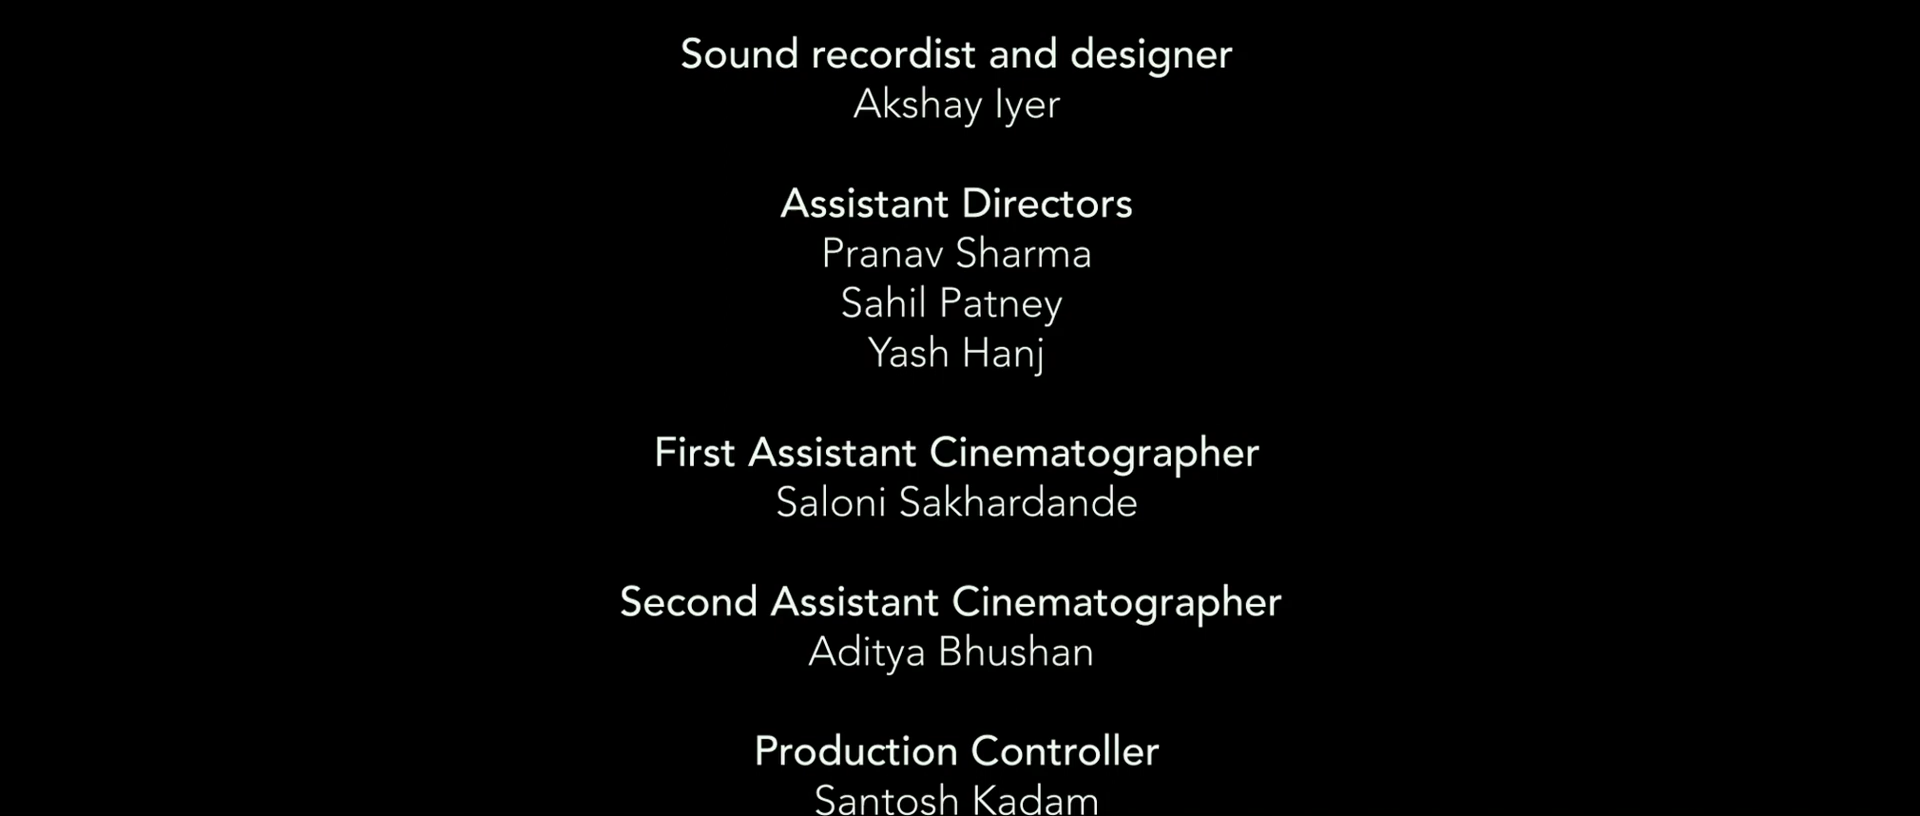 Sound recordist and designer
Akshay Iyer
Assistant Directors
Pranav Sharma
Sahil Patney
Yash Hanj
First Assistant Cinematographer
Saloni Sakhardande
Second Assistant Cinematographer
Aditya Bhushan
Production Controller
Santosh Kadam